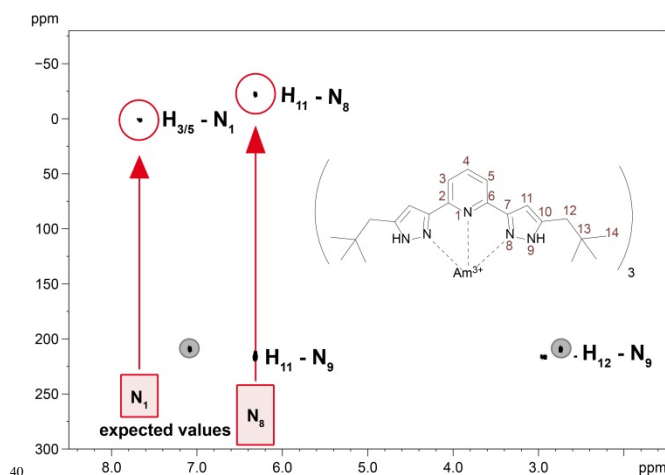 ppm
−50
0
50
100
150
200
250
300
H3/5 - N1
H11 - N8
H11 - N9
- H12 - N9
N1
expected values
N8
4
3
5
2
6
11
1
7
10
12
N
8
9
13
14
HN
N
N
NH
Am3+
3
8.0
7.0
6.0
5.0
4.0
3.0
ppm
40